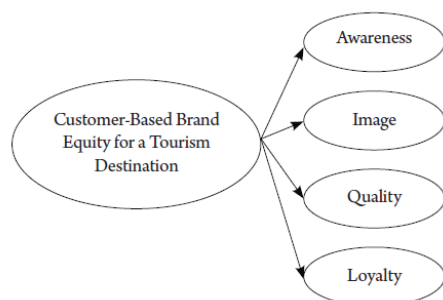 Awareness
Customer-Based Brand
Equity for a Tourism
Destination
Image
Quality
Loyalty